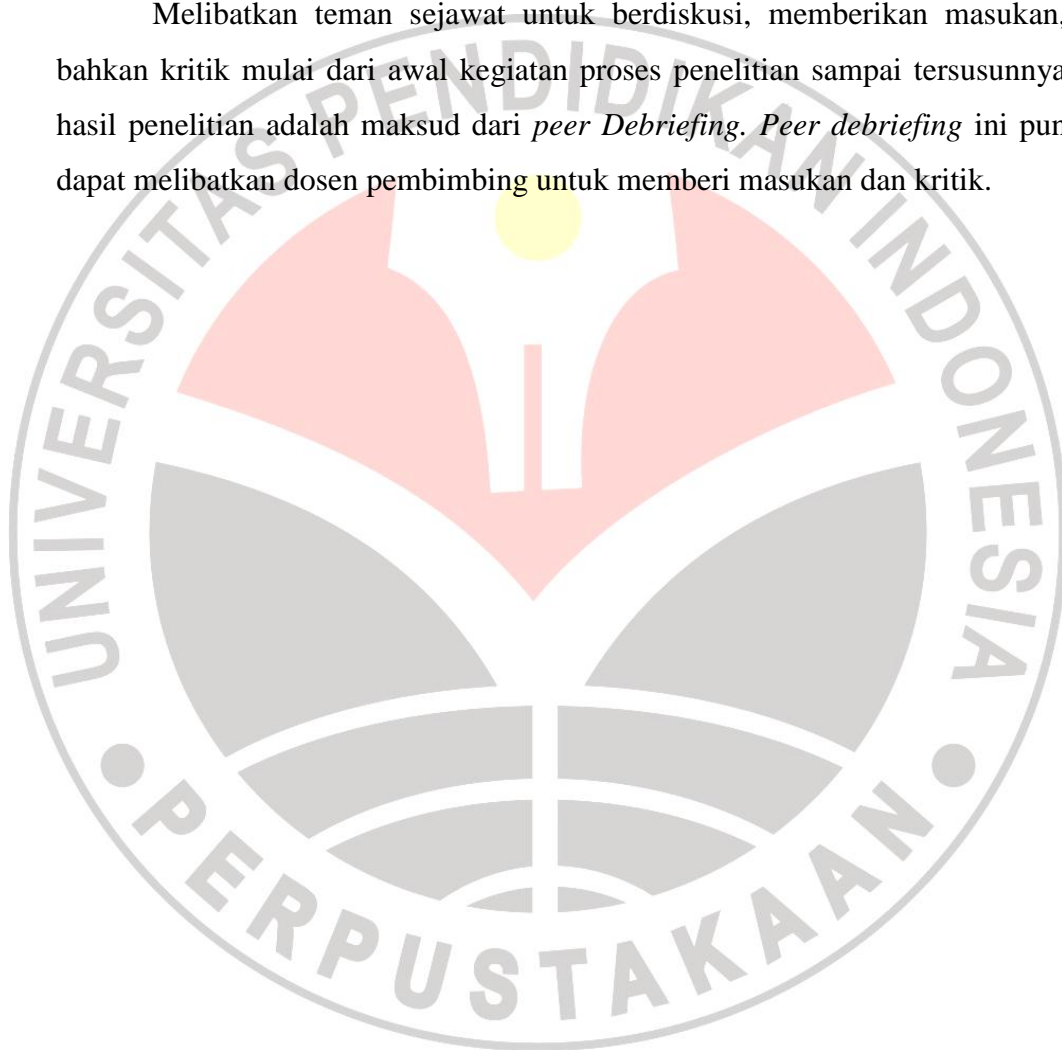 Melibatkan teman sejawat untuk berdiskusi, memberikan masukan,
bahkan kritik mulai dari awal kegiatan proses penelitian sampai tersusunnya
hasil penelitian adalah maksud dari peer Debriefing. Peer debriefing ini pun
dapat melibatkan dosen pembimbing untuk memberi masukan dan kritik.
UNIVERSITAS PENDIDIKAN INDONESIA
PERPUSTAKAAN